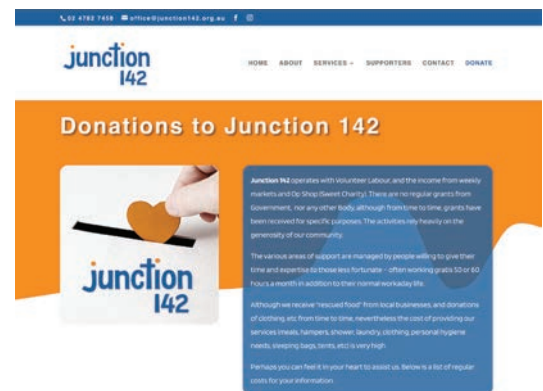 02 4782 7458 office@junction142.org.au
junction
142
HOME ABOUT SERVICES SUPPORTERS CONTACT DONATE
Donations to Junction 142
junction
142
Junction 142 operates with Volunteer Labour, and the income from weekly
markets and Op Shop (Sweet Charity). There are no regular grants from
Government, nor any other Body, although from time to time, grants have
been received for specific purposes. The activities rely heavily on the
generosity of our community.
The various areas of support are managed by people willing to give their
time and expertise to those less fortunate – often working gratis 50 or 60
hours a month in addition to their normal workaday life.
Although we receive "rescued food" from local businesses, and donations
of clothing, etc from time to time, nevertheless the cost of providing our
services (meals, hampers, shower, laundry, clothing, personal hygiene
needs, sleeping bags, tents, etc) is very high.
Perhaps you can feel it in your heart to assist us. Below is a list of regular
costs for your information.